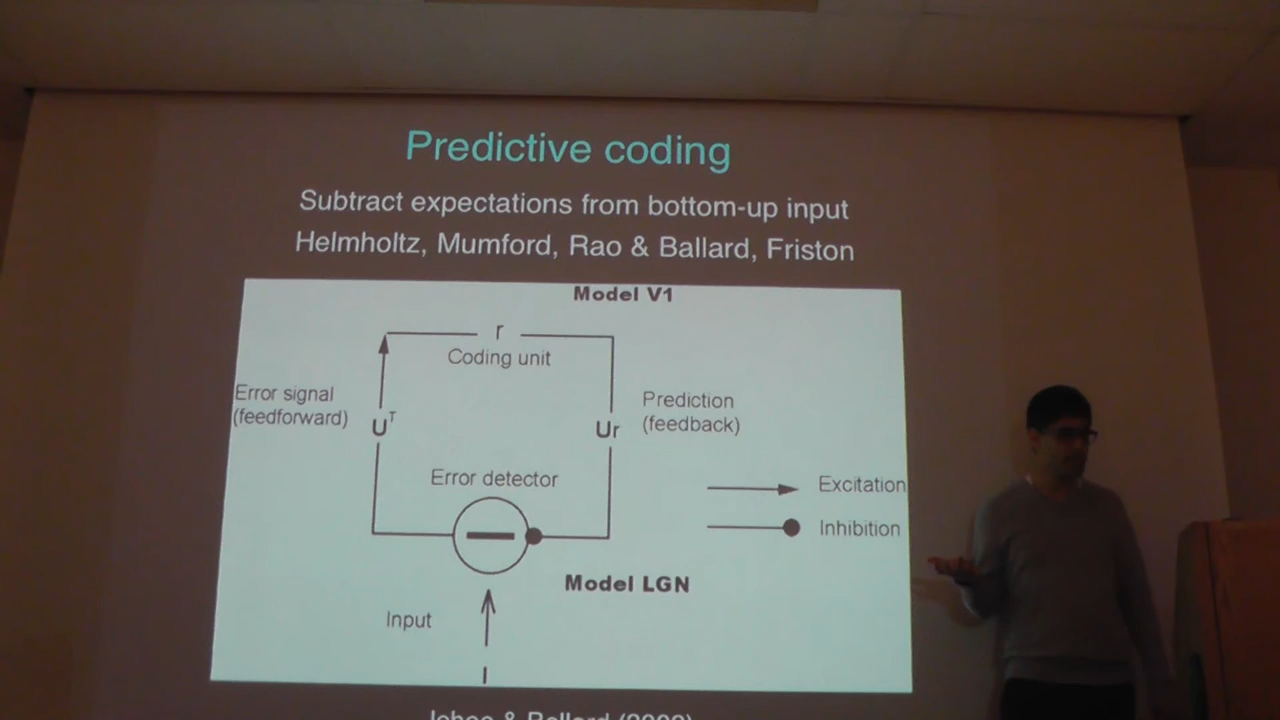 Predictive coding
Subtract expectations from bottom-up input
Helmholtz, Mumford, Rao & Ballard, Friston
Model V1
r
Coding unit
Error signal
(feedforward)
U^T
Prediction
(feedback)
Ur
Error detector
Excitation
Inhibition
Model LGN
Input
I